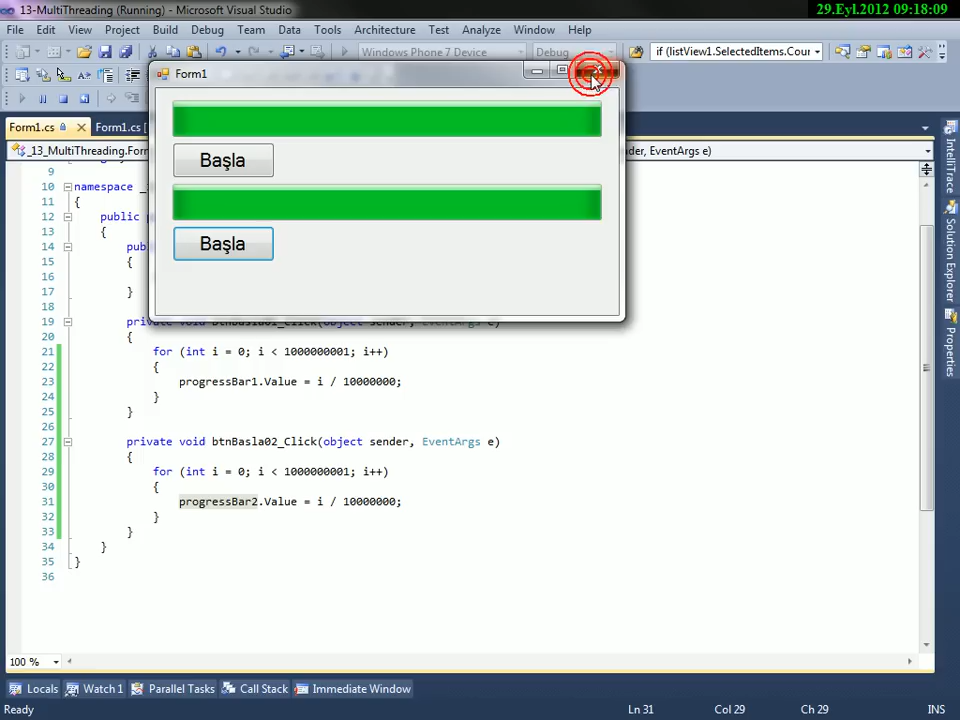 13-MultiThreading (Running) - Microsoft Visual Studio
29.Eyl.2012 09:18:09
File Edit View Project Build Debug Team Data Tools Architecture Test Analyze Window Help
Windows Phone 7 Device Debug if (listView1.SelectedItems.Cour
Form1
Form1.cs Form1.cs [
_13_MultiThreading.Forn der, EventArgs e)
Başla
Başla
9
10 namespace _
11 {
12 public p
13 {
14 pub
15 {
16
17 }
18
19 private void btnBasla01_Click(object sender, EventArgs e)
20 {
21 for (int i = 0; i < 1000000001; i++)
22 {
23 progressBar1.Value = i / 10000000;
24 }
25 }
26
27 private void btnBasla02_Click(object sender, EventArgs e)
28 {
29 for (int i = 0; i < 1000000001; i++)
30 {
31 progressBar2.Value = i / 10000000;
32 }
33 }
34 }
35 }
36
IntelliTrace
Solution Explorer
Properties
100 %
Locals Watch 1 Parallel Tasks Call Stack Immediate Window
Ready Ln 31 Col 29 Ch 29 INS